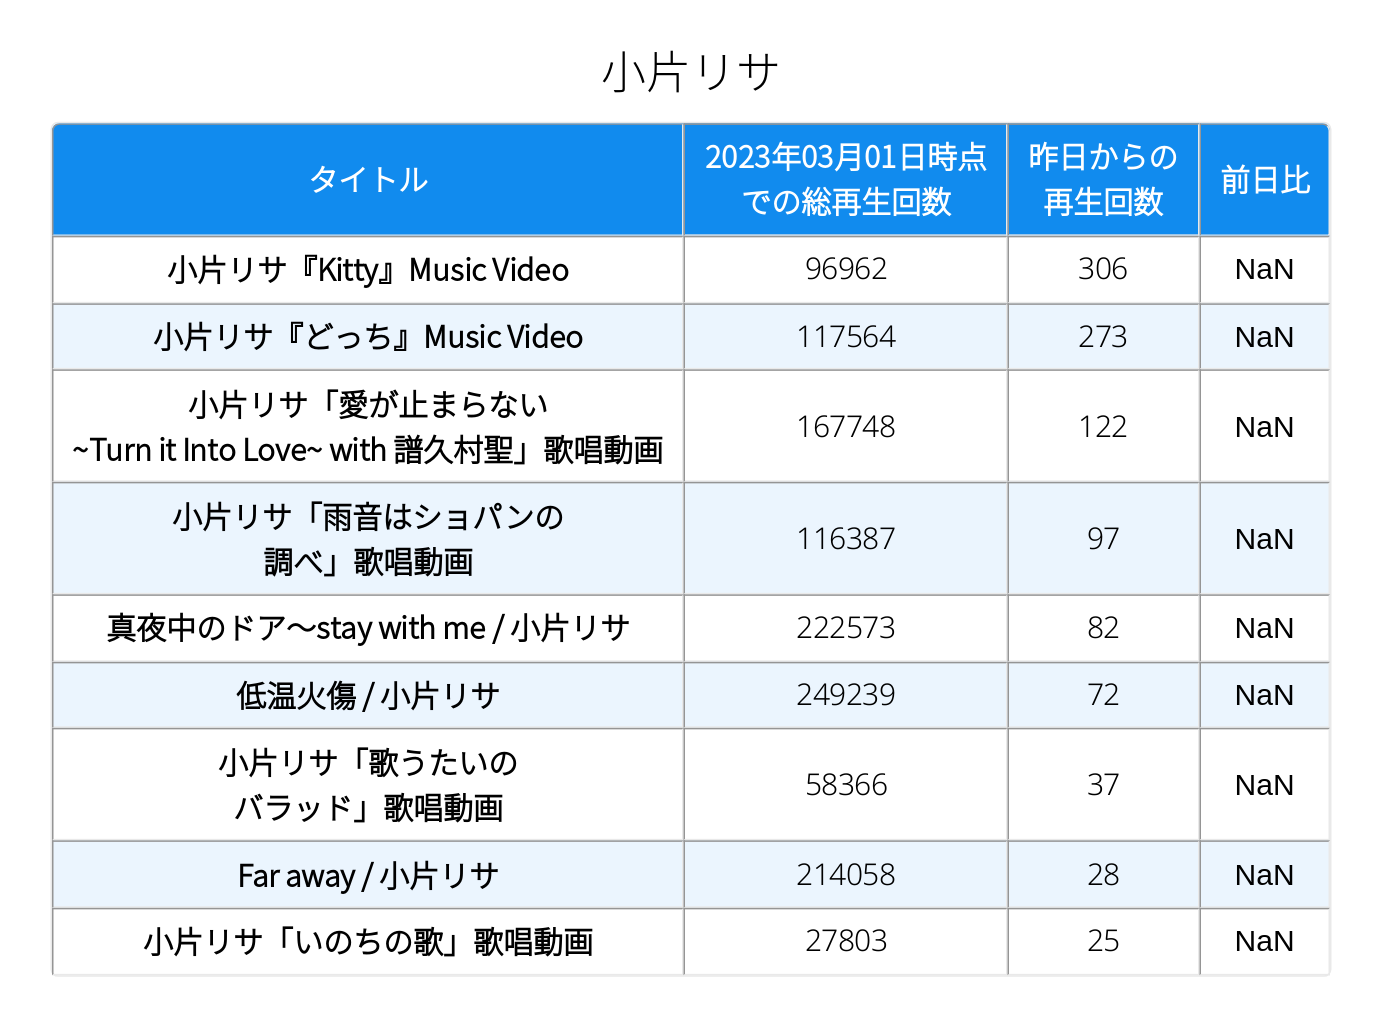 小片リサ
タイトル
2023年03月01日時点
での総再生回数
昨日からの
再生回数
前日比
小片リサ『Kitty』Music Video
96962
306
NaN
小片リサ『どっち』Music Video
117564
273
NaN
小片リサ「愛が止まらない
~Turn it Into Love~ with 譜久村聖」歌唱動画
167748
122
NaN
小片リサ「雨音はショパンの
調べ」歌唱動画
116387
97
NaN
真夜中のドア〜stay with me / 小片リサ
222573
82
NaN
低温火傷 / 小片リサ
249239
72
NaN
小片リサ「歌うたいの
バラッド」歌唱動画
58366
37
NaN
Far away / 小片リサ
214058
28
NaN
小片リサ「いのちの歌」歌唱動画
27803
25
NaN